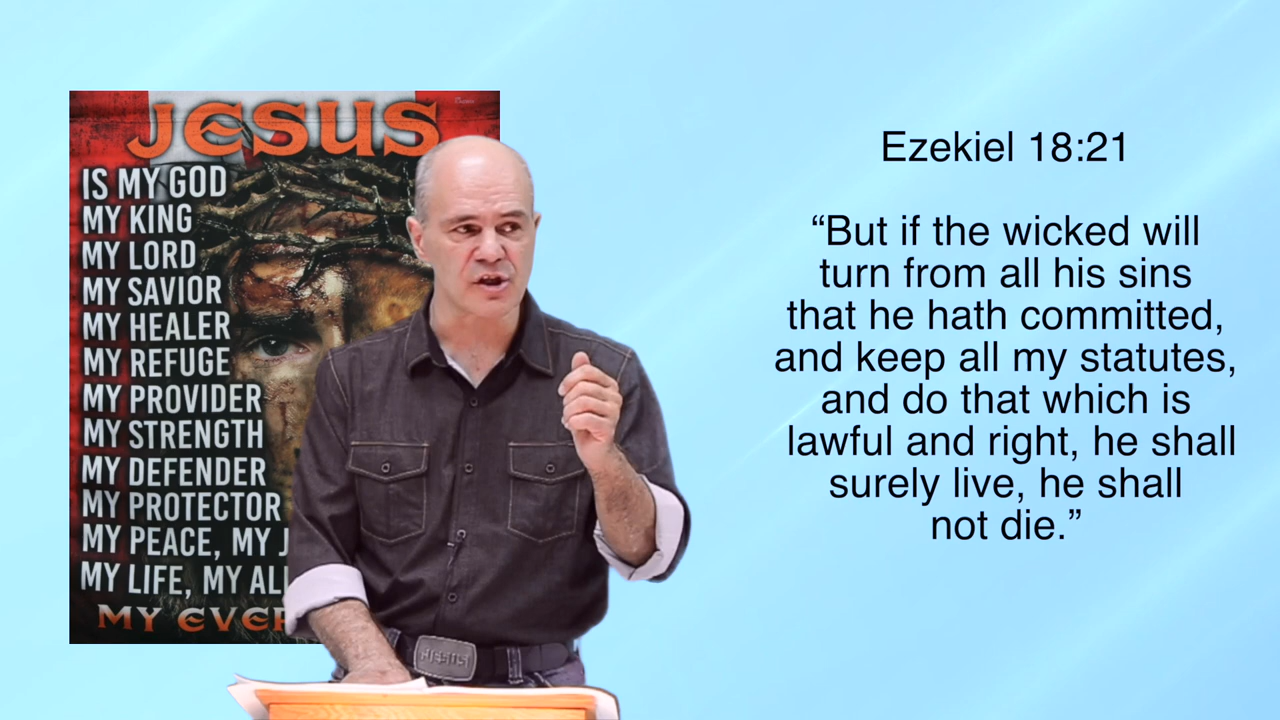 JESUS
IS MY GOD
MY KING
MY LORD
MY SAVIOR
MY HEALER
MY REFUGE
MY PROVIDER
MY STRENGTH
MY DEFENDER
MY PROTECTOR
MY PEACE, MY J
MY LIFE, MY AL
MY EVER
JESUS
Ezekiel 18:21
“But if the wicked will
turn from all his sins
that he hath committed,
and keep all my statutes,
and do that which is
lawful and right, he shall
surely live, he shall
not die.”